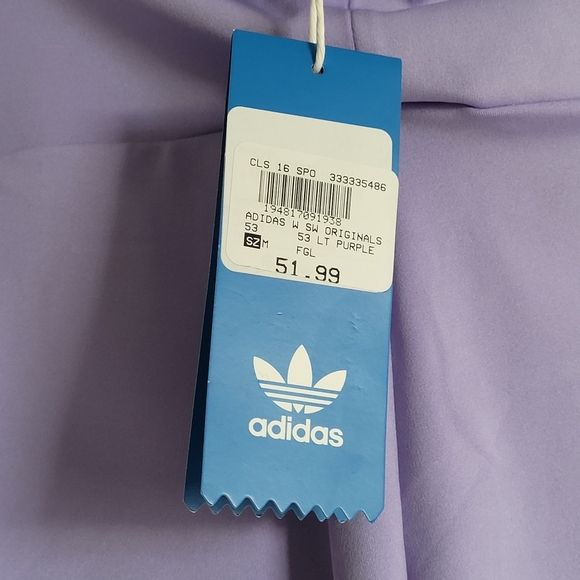 CLS 16 SPO 333335486
194817091938
ADIDAS W SW ORIGINALS
53 53 LT PURPLE
SZ M FGL
51.99
adidas